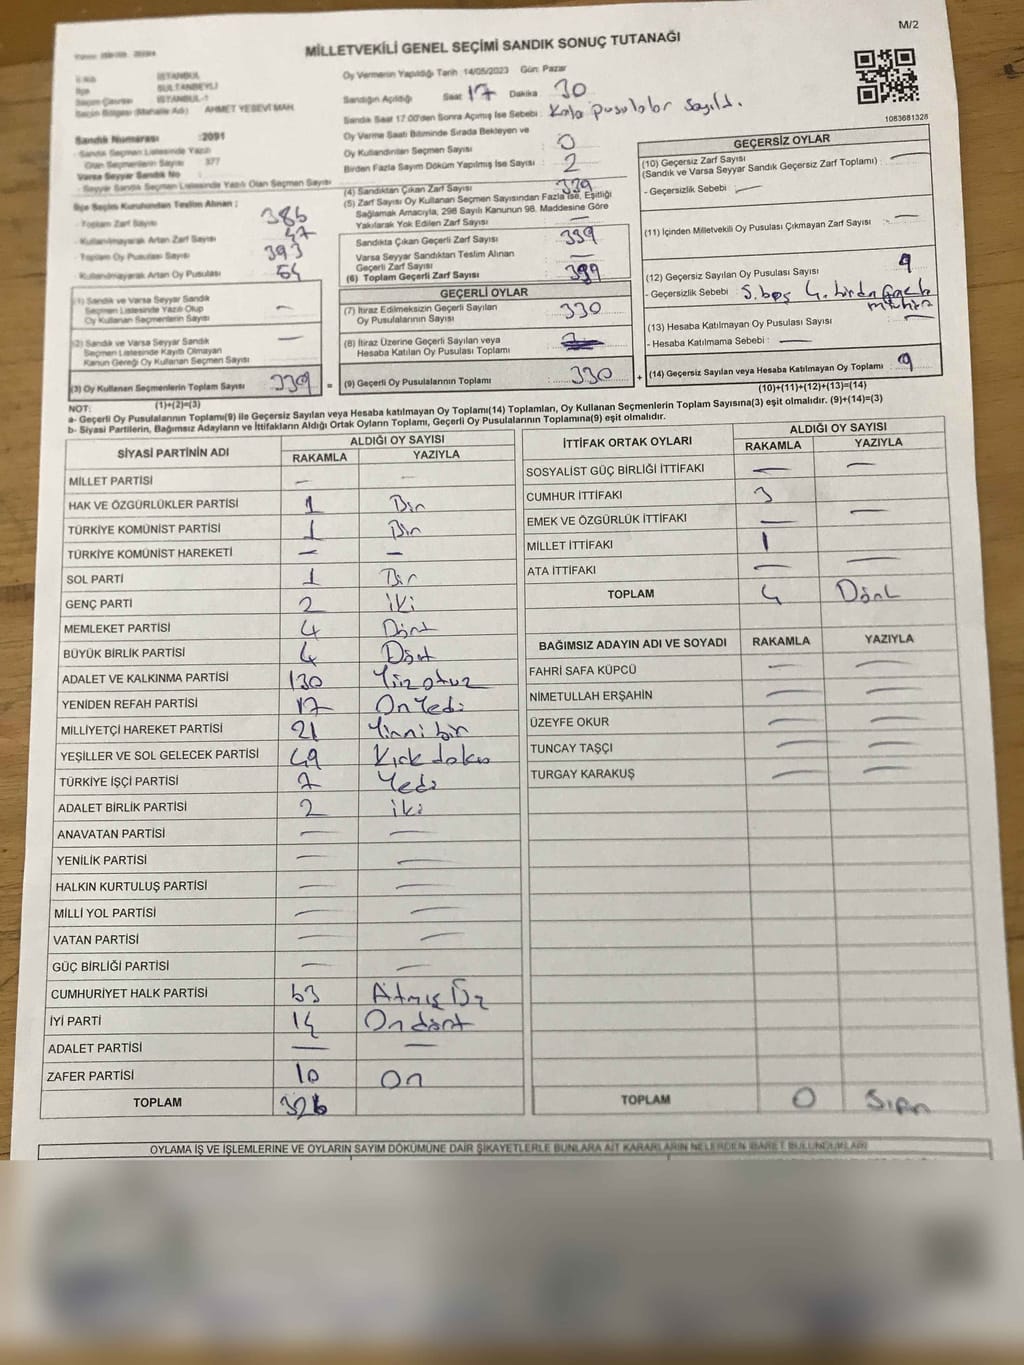 M/2
MİLLETVEKİLİ GENEL SEÇİMİ SANDIK SONUÇ TUTANAĞI
İli İSTANBUL
İlçe SULTANBEYLİ
Seçim Çevresi İSTANBUL-1
Seçim Bölgesi (Mahalle Adı) AHMET YESEVİ MAH.
Sandık Numarası :2091
Sandık Seçmen Listesinde Yazılı
Olan Seçmenlerin Sayısı 377
Varsa Seyyar Sandık No
Seyyar Sandık Seçmen Listesinde Yazılı Olan Seçmen Sayısı
İlçe Seçim Kurulundan Teslim Alınan ;
Toplam Zarf Sayısı 386
Kullanılmayarak Artan Zarf Sayısı 47
Toplam Oy Pusulası Sayısı 393
Kullanılmayarak Artan Oy Pusulası 54
(1) Sandık ve Varsa Seyyar Sandık
Seçmen Listesinde Yazılı Olup
Oy Kullanan Seçmenlerin Sayısı —
(2) Sandık ve Varsa Seyyar Sandık
Seçmen Listesinde Kayıtlı Olmayan
Kanun Gereği Oy Kullanan Seçmen Sayısı —
(3) Oy Kullanan Seçmenlerin Toplam Sayısı 339 =
(1)+(2)=(3)
Oy Vermenin Yapıldığı Tarih :14/05/2023 Gün: Pazar
Sandığın Açıldığı Saat 17 Dakika 30
Sandık Saat 17:00'den Sonra Açılmış İse Sebebi : Kala pusulalar sayıldı.
Oy Verme Saati Bitiminde Sırada Bekleyen ve
Oy Kullandırılan Seçmen Sayısı : 0
Birden Fazla Sayım Döküm Yapılmış İse Sayısı : 2
(4) Sandıktan Çıkan Zarf Sayısı 339
(5) Zarf Sayısı Oy Kullanan Seçmen Sayısından Fazla İse, Eşitliği
Sağlamak Amacıyla, 298 Sayılı Kanunun 98. Maddesine Göre
Yakılarak Yok Edilen Zarf Sayısı —
Sandıkta Çıkan Geçerli Zarf Sayısı 339
Varsa Seyyar Sandıktan Teslim Alınan
Geçerli Zarf Sayısı —
(6) Toplam Geçerli Zarf Sayısı 339
GEÇERLİ OYLAR
(7) İtiraz Edilmeksizin Geçerli Sayılan
Oy Pusulalarının Sayısı 330
(8) İtiraz Üzerine Geçerli Sayılan veya
Hesaba Katılan Oy Pusulası Toplamı
(9) Geçerli Oy Pusulalarının Toplamı 330 +
1083681328
GEÇERSİZ OYLAR
(10) Geçersiz Zarf Sayısı
(Sandık ve Varsa Seyyar Sandık Geçersiz Zarf Toplamı) : —
- Geçersizlik Sebebi : —
(11) İçinden Milletvekili Oy Pusulası Çıkmayan Zarf Sayısı —
(12) Geçersiz Sayılan Oy Pusulası Sayısı : 9
- Geçersizlik Sebebi : 5. boş 4. birden fazla
mühür
(13) Hesaba Katılmayan Oy Pusulası Sayısı : —
- Hesaba Katılmama Sebebi : —
(14) Geçersiz Sayılan veya Hesaba Katılmayan Oy Toplamı 9
(10)+(11)+(12)+(13)=(14)
NOT:
a- Geçerli Oy Pusulalarının Toplamı(9) ile Geçersiz Sayılan veya Hesaba katılmayan Oy Toplamı(14) Toplamları, Oy Kullanan Seçmenlerin Toplam Sayısına(3) eşit olmalıdır. (9)+(14)=(3)
b- Siyasi Partilerin, Bağımsız Adayların ve İttifakların Aldığı Ortak Oyların Toplamı, Geçerli Oy Pusulalarının Toplamına(9) eşit olmalıdır.
SİYASİ PARTİNİN ADI ALDIĞI OY SAYISI
RAKAMLA YAZIYLA
MİLLET PARTİSİ — —
HAK VE ÖZGÜRLÜKLER PARTİSİ 1 Bir
TÜRKİYE KOMÜNİST PARTİSİ 1 Bir
TÜRKİYE KOMÜNİST HAREKETİ — —
SOL PARTİ 1 Bir
GENÇ PARTİ 2 iki
MEMLEKET PARTİSİ 4 Dört
BÜYÜK BİRLİK PARTİSİ 4 Dört
ADALET VE KALKINMA PARTİSİ 130 Yüz otuz
YENİDEN REFAH PARTİSİ 17 On Yedi
MİLLİYETÇİ HAREKET PARTİSİ 21 Yirmi bir
YEŞİLLER VE SOL GELECEK PARTİSİ 49 Kırk dokuz
TÜRKİYE İŞÇİ PARTİSİ 7 Yedi
ADALET BİRLİK PARTİSİ 2 iki
ANAVATAN PARTİSİ — —
YENİLİK PARTİSİ — —
HALKIN KURTULUŞ PARTİSİ — —
MİLLİ YOL PARTİSİ — —
VATAN PARTİSİ — —
GÜÇ BİRLİĞİ PARTİSİ — —
CUMHURİYET HALK PARTİSİ 63 Atmış Üç
İYİ PARTİ 14 On dört
ADALET PARTİSİ — —
ZAFER PARTİSİ 10 On
TOPLAM 326
İTTİFAK ORTAK OYLARI ALDIĞI OY SAYISI
RAKAMLA YAZIYLA
SOSYALİST GÜÇ BİRLİĞİ İTTİFAKI — —
CUMHUR İTTİFAKI 3
EMEK VE ÖZGÜRLÜK İTTİFAKI — —
MİLLET İTTİFAKI 1
ATA İTTİFAKI — —
TOPLAM 4 Dört
BAĞIMSIZ ADAYIN ADI VE SOYADI RAKAMLA YAZIYLA
FAHRİ SAFA KÜPCÜ — —
NİMETULLAH ERŞAHİN — —
ÜZEYFE OKUR — —
TUNCAY TAŞÇI — —
TURGAY KARAKUŞ — —
TOPLAM 0 Sıfır
OYLAMA İŞ VE İŞLEMLERİNE VE OYLARIN SAYIM DÖKÜMÜNE DAİR ŞİKAYETLERLE BUNLARA AİT KARARLARIN NELERDEN İBARET BULUNDUKLARI